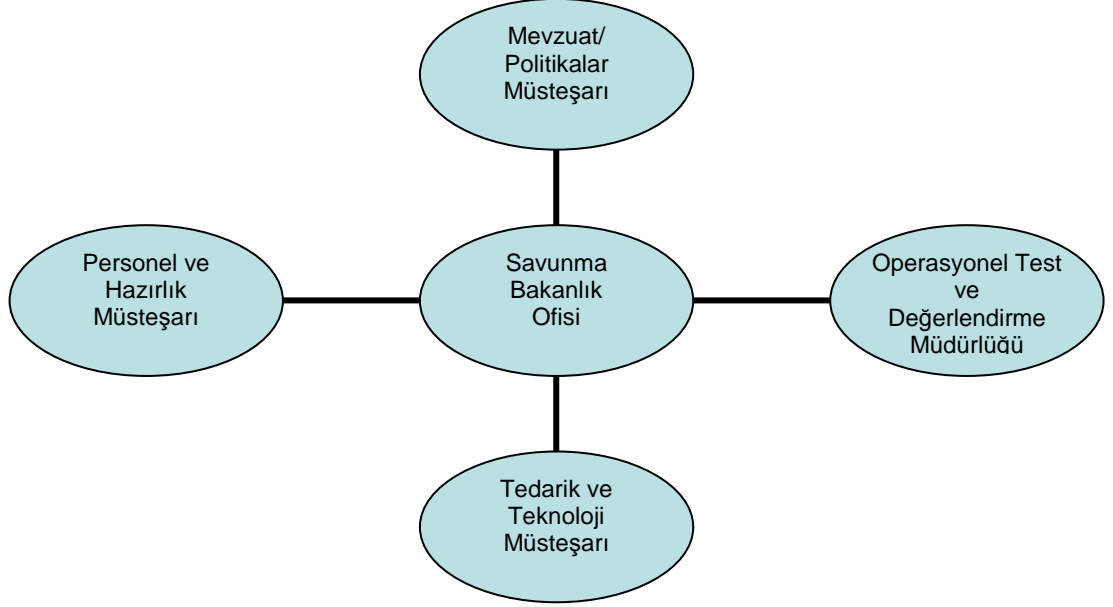 Mevzuat/
Politikalar
Müsteşarı
Personel ve
Hazırlık
Müsteşarı
Savunma
Bakanlık
Ofisi
Operasyonel Test
ve
Değerlendirme
Müdürlüğü
Tedarik ve
Teknoloji
Müsteşarı